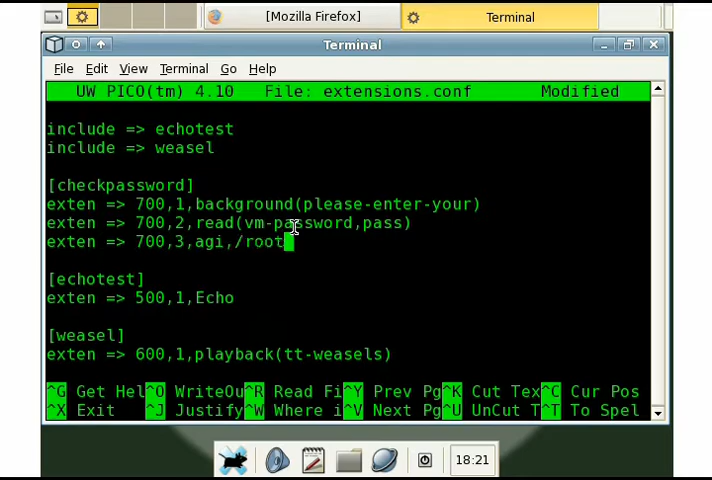 [Mozilla Firefox]
Terminal
Terminal
File Edit View Terminal Go Help
UW PICO(tm) 4.10 File: extensions.conf Modified
include => echotest
include => weasel
[checkpassword]
exten => 700,1,background(please-enter-your)
exten => 700,2,read(vm-password,pass)
exten => 700,3,agi,/root
[echotest]
exten => 500,1,Echo
[weasel]
exten => 600,1,playback(tt-weasels)
^G Get Hel^O WriteOu^R Read Fi^Y Prev Pg^K Cut Tex^C Cur Pos
^X Exit ^J Justify^W Where i^V Next Pg^U UnCut T^T To Spel
18:21